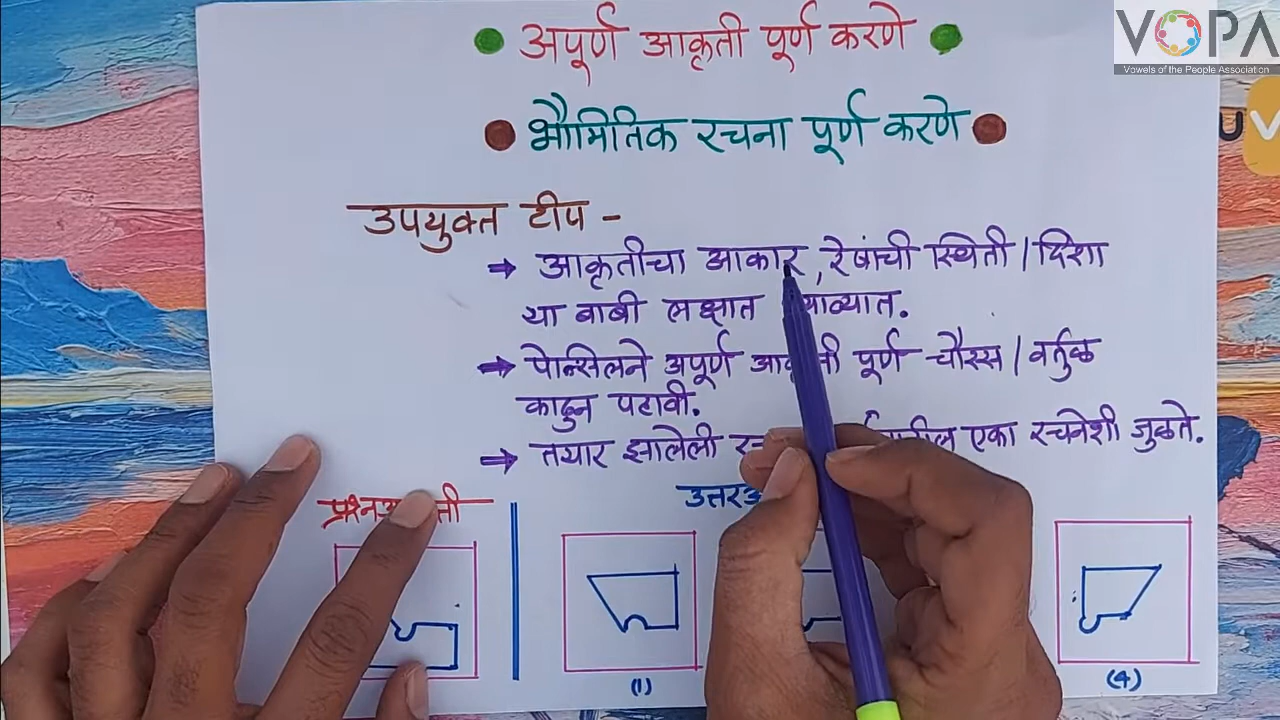 VOPA
Vowels of the People Association
अपूर्ण आकृती पूर्ण करणे
भौमितिक रचना पूर्ण करणे
उपयुक्त टीप -
⇒ आकृतीचा आकार, रेषांची स्थिती / दिशा
या बाबी लक्षात
⇒ पेन्सिलने अपूर्ण पूर्ण चौरस / वर्तुळ
काढुन पहावी.
⇒ तयार झालेली एका रचनेशी जुळते.
(1) (4)